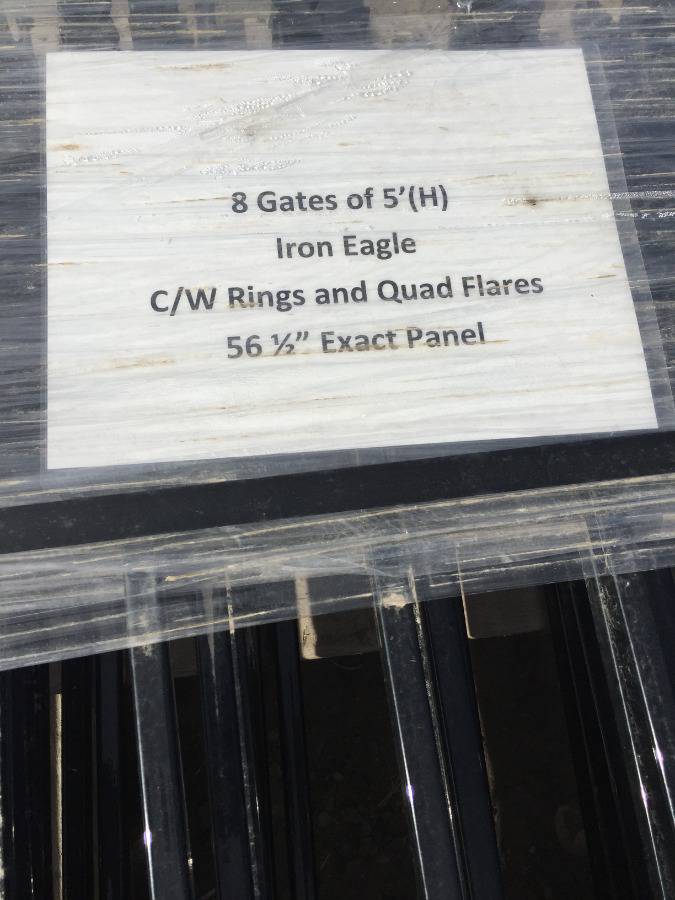 8 Gates of 5'(H)
Iron Eagle
C/W Rings and Quad Flares
56 ½” Exact Panel